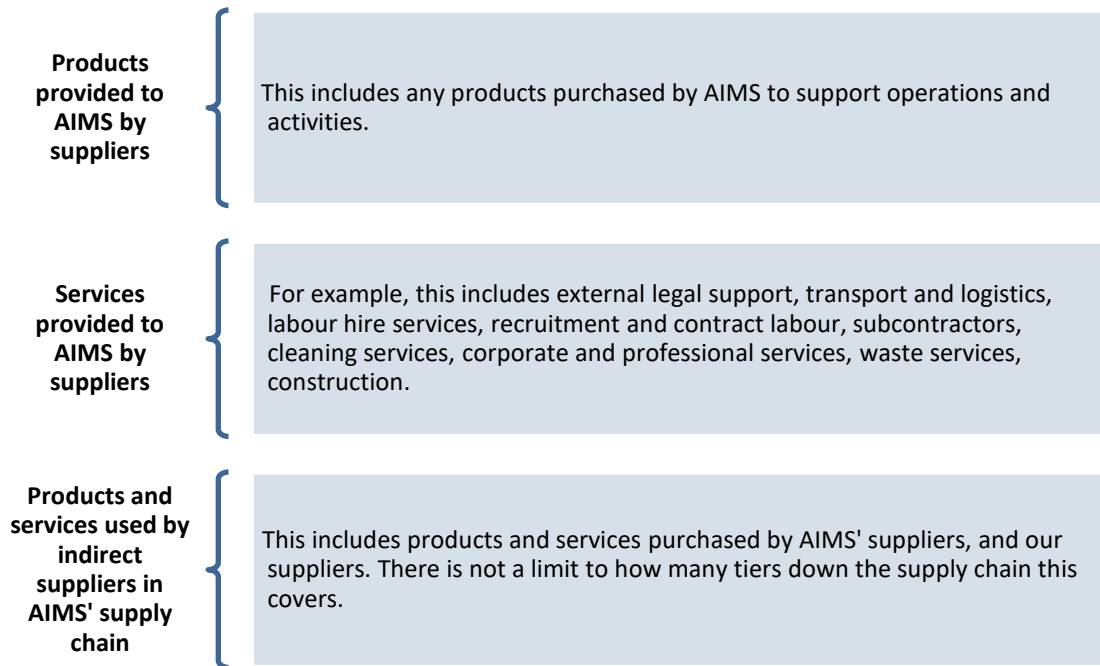 Products
provided to
AIMS by
suppliers
This includes any products purchased by AIMS to support operations and
activities.
Services
provided to
AIMS by
suppliers
For example, this includes external legal support, transport and logistics,
labour hire services, recruitment and contract labour, subcontractors,
cleaning services, corporate and professional services, waste services,
construction.
Products and
services used by
indirect
suppliers in
AIMS' supply
chain
This includes products and services purchased by AIMS' suppliers, and our
suppliers. There is not a limit to how many tiers down the supply chain this
covers.